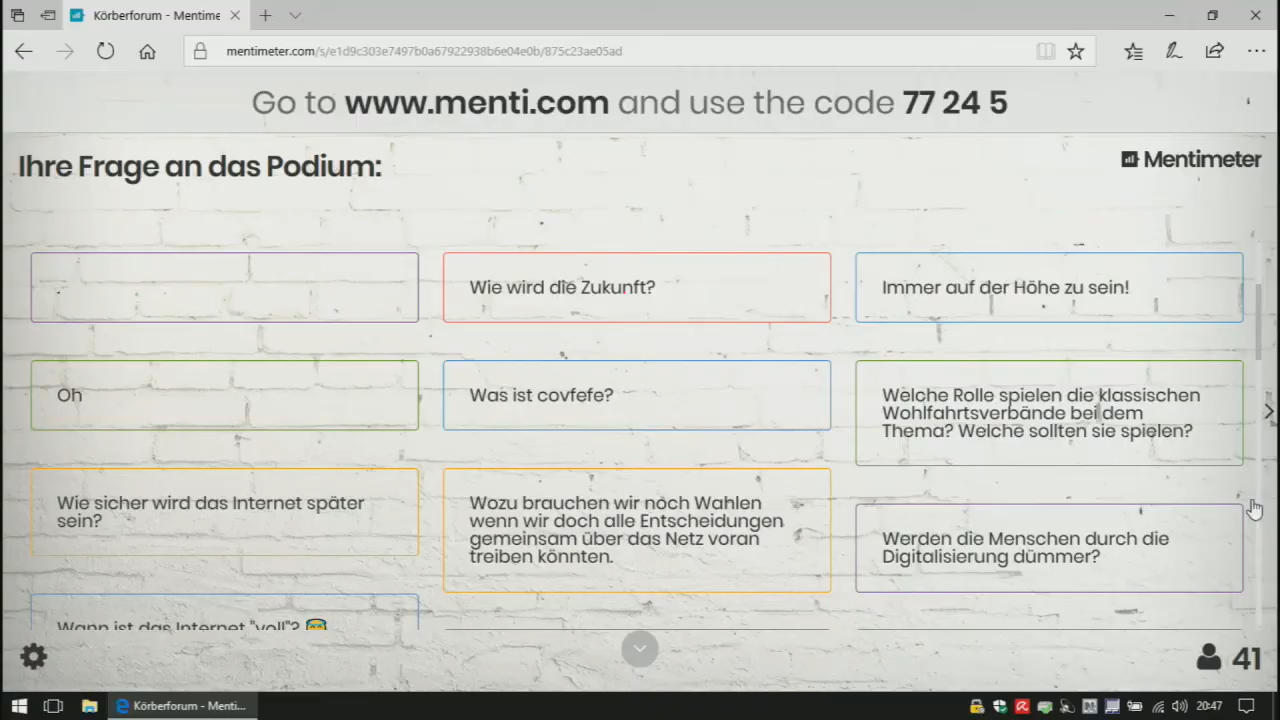 Körberforum - Mentime
mentimeter.com/s/e1d9c303e7497b0a67922938b6e04e0b/875c23ae05ad
Go to www.menti.com and use the code 77 24 5
Ihre Frage an das Podium:
Mentimeter
.
Wie wird die Zukunft?
Immer auf der Höhe zu sein!
Oh
Was ist covfefe?
Welche Rolle spielen die klassischen
Wohlfahrtsverbände bei dem
Thema? Welche sollten sie spielen?
Wie sicher wird das Internet später
sein?
Wozu brauchen wir noch Wahlen
wenn wir doch alle Entscheidungen
gemeinsam über das Netz voran
treiben könnten.
Werden die Menschen durch die
Digitalisierung dümmer?
Wann ist das Internet "voll"? 😇
41
Körberforum - Menti...
20:47